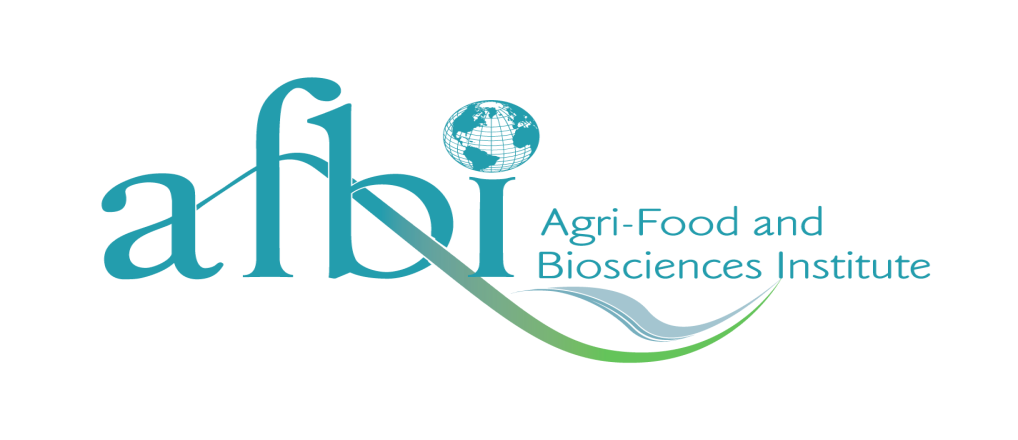 afbi
Agri-Food and
Biosciences Institute